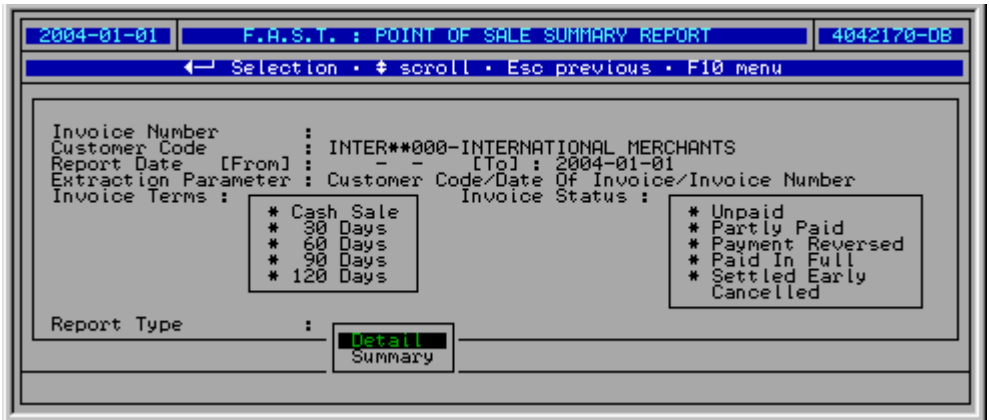 2004-01-01 F.A.S.T. : POINT OF SALE SUMMARY REPORT 4042170-DB
◄─┘ Selection · ↕ scroll · Esc previous · F10 menu
Invoice Number :
Customer Code : INTER**000-INTERNATIONAL MERCHANTS
Report Date [From] : - - [To] : 2004-01-01
Extraction Parameter : Customer Code/Date Of Invoice/Invoice Number
Invoice Terms : Invoice Status :
* Cash Sale * Unpaid
* 30 Days * Partly Paid
* 60 Days * Payment Reversed
* 90 Days * Paid In Full
* 120 Days * Settled Early
Cancelled
Report Type :
Detail
Summary